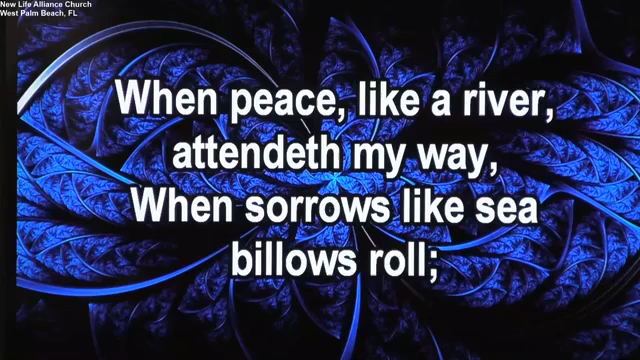 New Life Alliance Church
West Palm Beach, FL
When peace, like a river,
attendeth my way,
When sorrows like sea
billows roll;